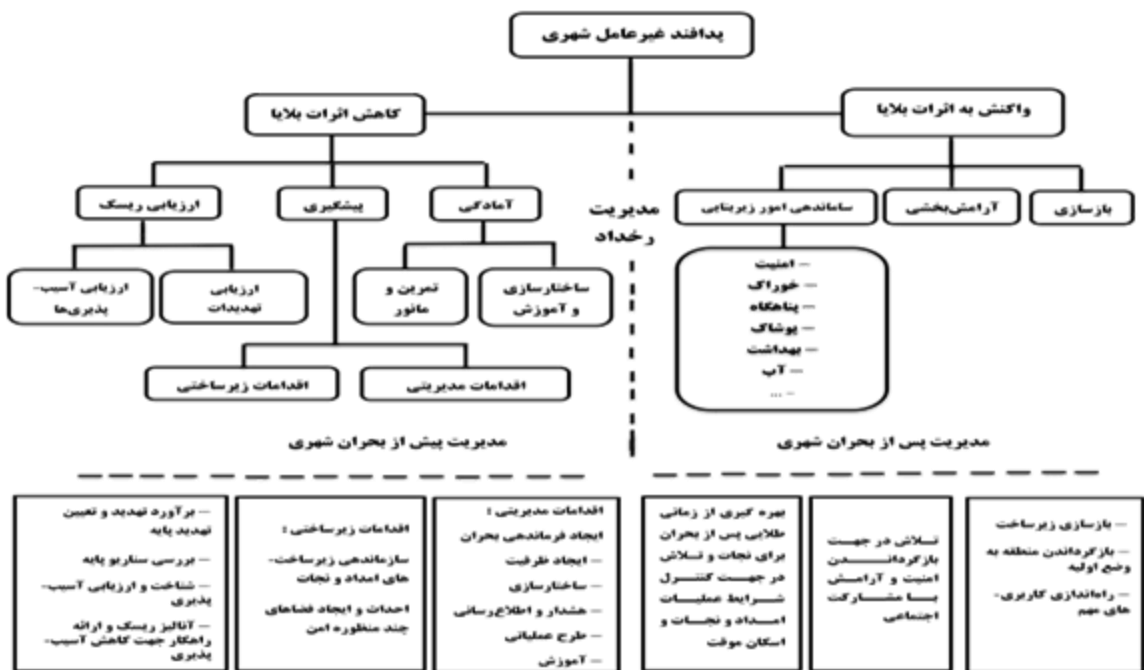 پدافند غیرعامل شهری
واکنش به اثرات بلایا
کاهش اثرات بلایا
بازسازی
آرامش‌بخشی
ساماندهی امور زیربنایی
مدیریت
رخداد
آمادگی
پیشگیری
ارزیابی ریسک
– امنیت
– خوراک
– پناهگاه
– پوشاک
– بهداشت
– آب
– ...
ساختارسازی
و آموزش
تمرین و
مانور
ارزیابی
تهدیدات
ارزیابی آسیب-
پذیری‌ها
اقدامات مدیریتی
اقدامات زیرساختی
مدیریت پس از بحران شهری
مدیریت پیش از بحران شهری
– بازسازی زیرساخت
– بازگرداندن منطقه به
وضع اولیه
– راه‌اندازی کاربری-
های مهم
تلاش در جهت
بازگرداندن
امنیت و آرامش
با مشارکت
اجتماعی
بهره گیری از زمانی
طلایی پس از بحران
برای نجات و تلاش
در جهت کنترل
شرایط عملیات
امداد و نجات و
اسکان موقت
اقدامات مدیریتی :
ایجاد فرماندهی بحران
– ایجاد ظرفیت
– ساختارسازی
– هشدار و اطلاع‌رسانی
– طرح عملیاتی
– آموزش
اقدامات زیرساختی :
سازماندهی زیرساخت-
های امداد و نجات
احداث و ایجاد فضاهای
چند منظوره امن
– برآورد تهدید و تعیین
تهدید پایه
– بررسی سناریو پایه
– شناخت و ارزیابی آسیب-
پذیری
– آنالیز ریسک و ارائه
راهکار جهت کاهش آسیب-
پذیری